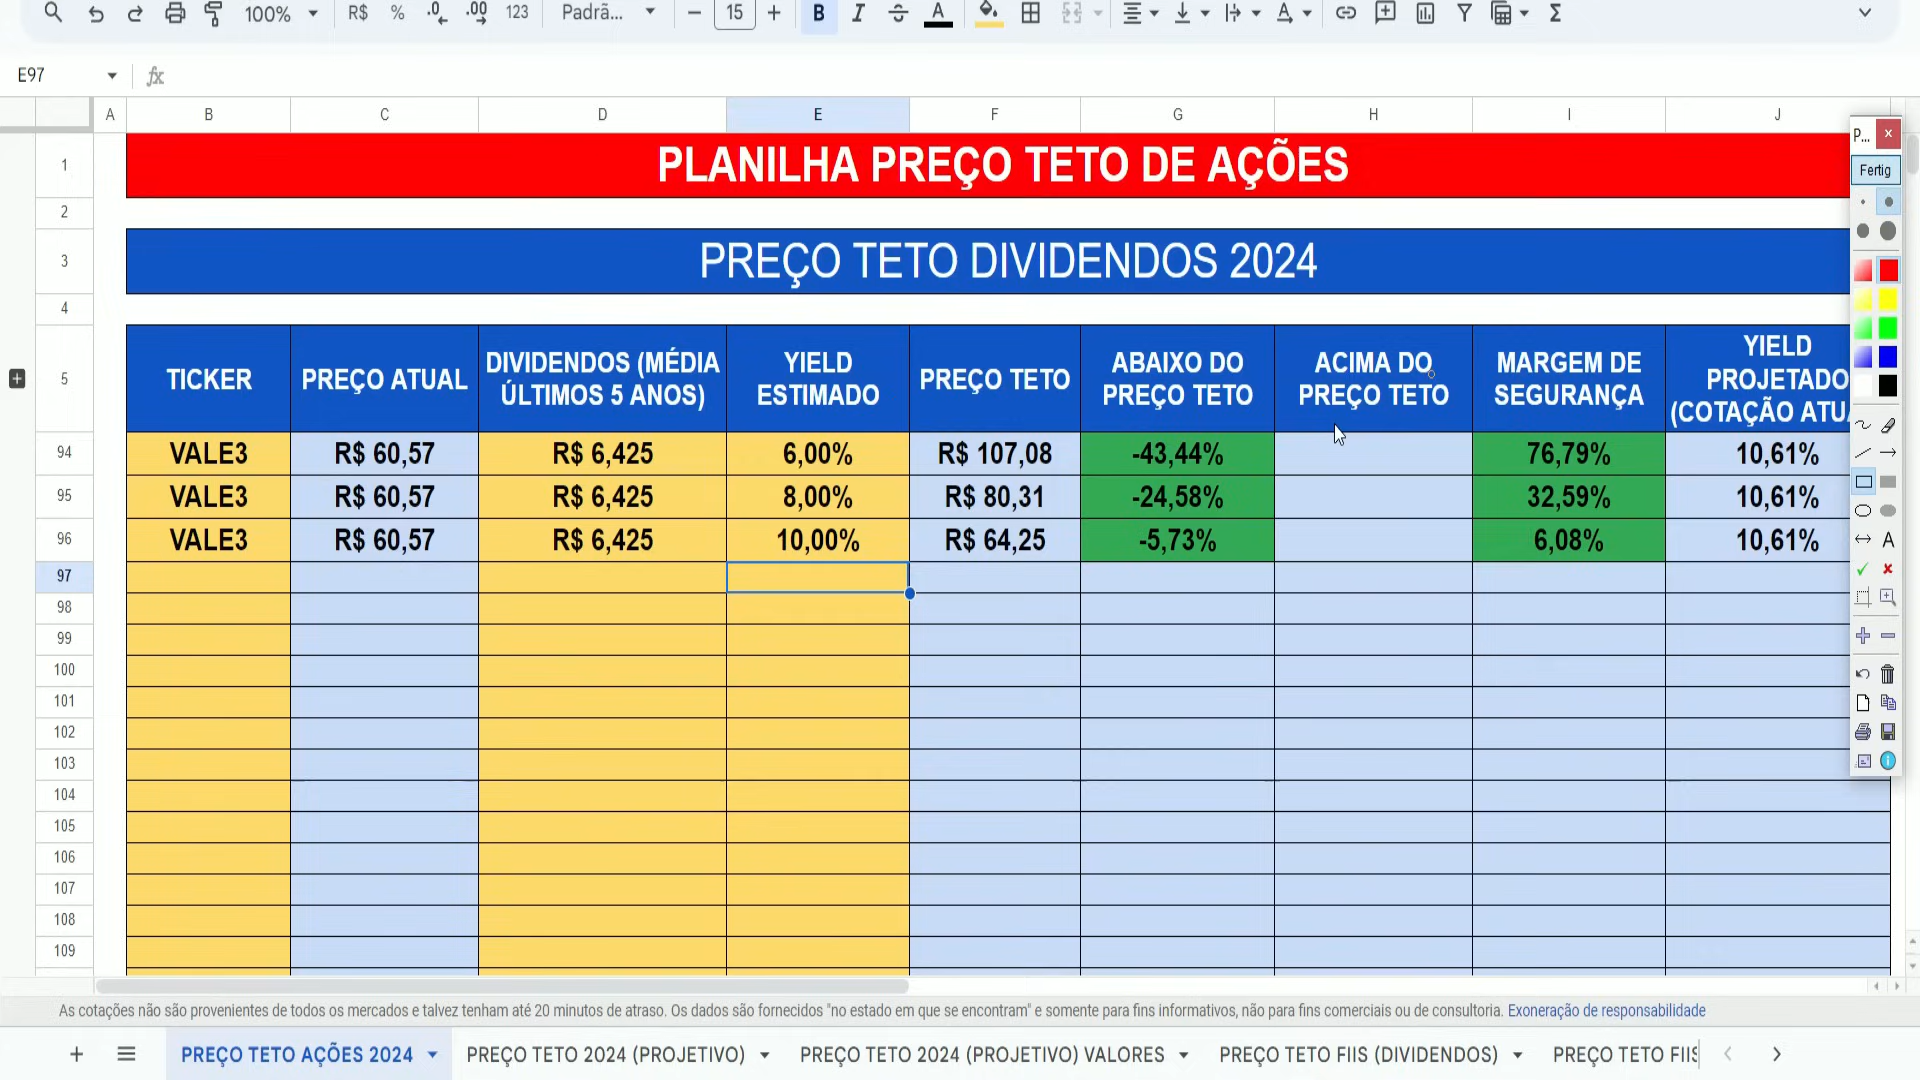 100% R$ % .0 .00 123 Padrã... 15 B I A Σ
E97 fx
A B C D E F G H I J
P...
Fertig
1 PLANILHA PREÇO TETO DE AÇÕES
2
3 PREÇO TETO DIVIDENDOS 2024
4
5 TICKER PREÇO ATUAL DIVIDENDOS (MÉDIA ÚLTIMOS 5 ANOS) YIELD ESTIMADO PREÇO TETO ABAIXO DO PREÇO TETO ACIMA DO PREÇO TETO MARGEM DE SEGURANÇA YIELD PROJETADO (COTAÇÃO ATU
94 VALE3 R$ 60,57 R$ 6,425 6,00% R$ 107,08 -43,44% 76,79% 10,61%
95 VALE3 R$ 60,57 R$ 6,425 8,00% R$ 80,31 -24,58% 32,59% 10,61%
96 VALE3 R$ 60,57 R$ 6,425 10,00% R$ 64,25 -5,73% 6,08% 10,61%
97
98
99
100
101
102
103
104
105
106
107
108
109
A
As cotações não são provenientes de todos os mercados e talvez tenham até 20 minutos de atraso. Os dados são fornecidos "no estado em que se encontram" e somente para fins informativos, não para fins comerciais ou de consultoria. Exoneração de responsabilidade
PREÇO TETO AÇÕES 2024 PREÇO TETO 2024 (PROJETIVO) PREÇO TETO 2024 (PROJETIVO) VALORES PREÇO TETO FIIS (DIVIDENDOS) PREÇO TETO FIIS